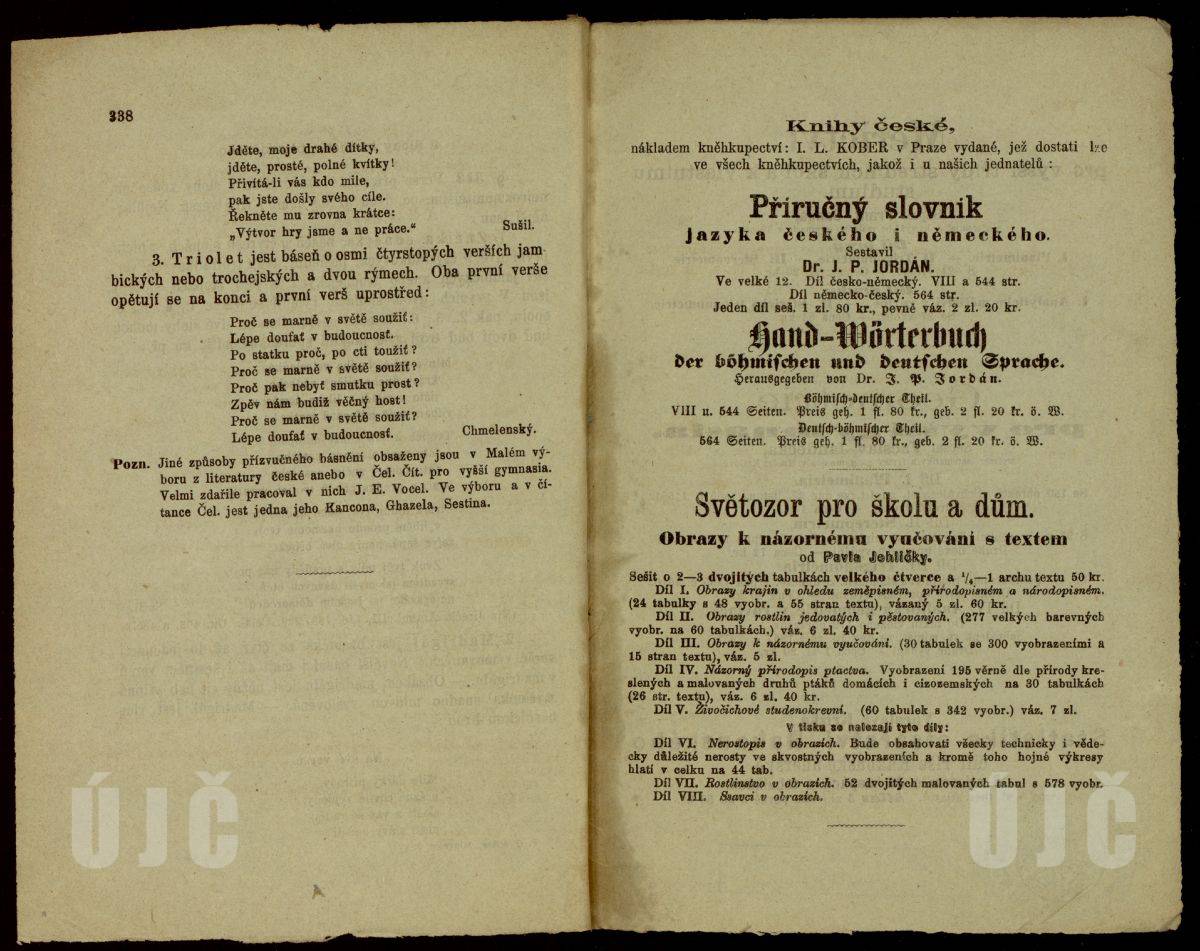 338
Jděte, moje drahé dítky,
jděte, prosté, polné kvítky!
Přivítá-li vás kdo mile,
pak jste došly svého cíle.
Řekněte mu zrovna krátce:
„Výtvor hry jsme a ne práce.“ Sušil.
3. Triolet jest báseň o osmi čtyrstopých verších jam-
bických nebo trochejských a dvou rýmech. Oba první verše
opětují se na konci a první verš uprostřed:
Proč se marně v světě soužiť:
Lépe doufať v budoucnosť.
Po statku proč, po cti toužiť?
Proč se marně v světě soužiť?
Proč pak nebyť smutku prost?
Zpěv nám budiž věčný host!
Proč se marně v světě soužiť?
Lépe doufať v budoucnosť. Chmelenský.
Pozn. Jiné způsoby přízvučného básnění obsaženy jsou v Malém vý-
boru z literatury české anebo v Čel. Čít. pro vyšší gymnasia.
Velmi zdařile pracoval v nich J. E. Vocel. Ve výboru a v čí-
tance Čel. jest jedna jeho Kancona, Ghazela, Sestina.
Knihy české,
nákladem kněhkupectví: I. L. KOBER v Praze vydané, jež dostati lze
ve všech kněhkupectvích, jakož i u našich jednatelů:
Příručný slovník
jazyka českého i německého.
Sestavil
Dr. J. P. JORDÁN.
Ve velké 12. Díl česko-německý. VIII a 544 str.
Díl německo-český. 564 str.
Jeden díl seš. 1 zl. 80 kr., pevně váz. 2 zl. 20 kr.
Hand-Wörterbuch
der böhmischen und deutschen Sprache.
Herausgegeben von Dr. J. P. Jordán.
Böhmisch-deutscher Theil.
VIII u. 544 Seiten. Preis geh. 1 fl. 80 kr., geb. 2 fl. 20 kr. ö. W.
Deutsch-böhmischer Theil.
564 Seiten. Preis geh. 1 fl. 80 kr., geb. 2 fl. 20 kr. ö. W.
Světozor pro školu a dům.
Obrazy k názornému vyučování s textem
od Pavla Jehličky.
Sešit o 2—3 dvojitých tabulkách velkého čtverce a ¼—1 archu textu 50 kr.
Díl I. Obrazy krajin v ohledu zeměpisném, přírodopisném a národopisném.
(24 tabulky s 48 vyobr. a 55 stran textu), vázaný 5 zl. 60 kr.
Díl II. Obrazy rostlin jedovatých i pěstovaných. (277 velkých barevných
vyobr. na 60 tabulkách.) váz. 6 zl. 40 kr.
Díl III. Obrazy k názornému vyučování. (30 tabulek se 300 vyobrazeními a
15 stran textu), váz. 5 zl.
Díl IV. Názorný přírodopis ptactva. Vyobrazení 195 věrně dle přírody kre-
slených a malovaných druhů ptáků domácích i cizozemských na 30 tabulkách
(26 str. textu), váz. 6 zl. 40 kr.
Díl V. Živočichové studenokrevní. (60 tabulek s 342 vyobr.) váz. 7 zl.
V tisku se nalezají tyto díly:
Díl VI. Nerostopis v obrazích. Bude obsahovati všecky technicky i vědec-
cky důležité nerosty ve skvostných vyobrazeních a kromě toho hojné výkresy
hlatí v celku na 44 tab.
Díl VII. Rostlinstvo v obrazích. 52 dvojitých malovaných tabul s 578 vyobr.
Díl VIII. Ssavci v obrazích.
ÚJČ
ÚJČ